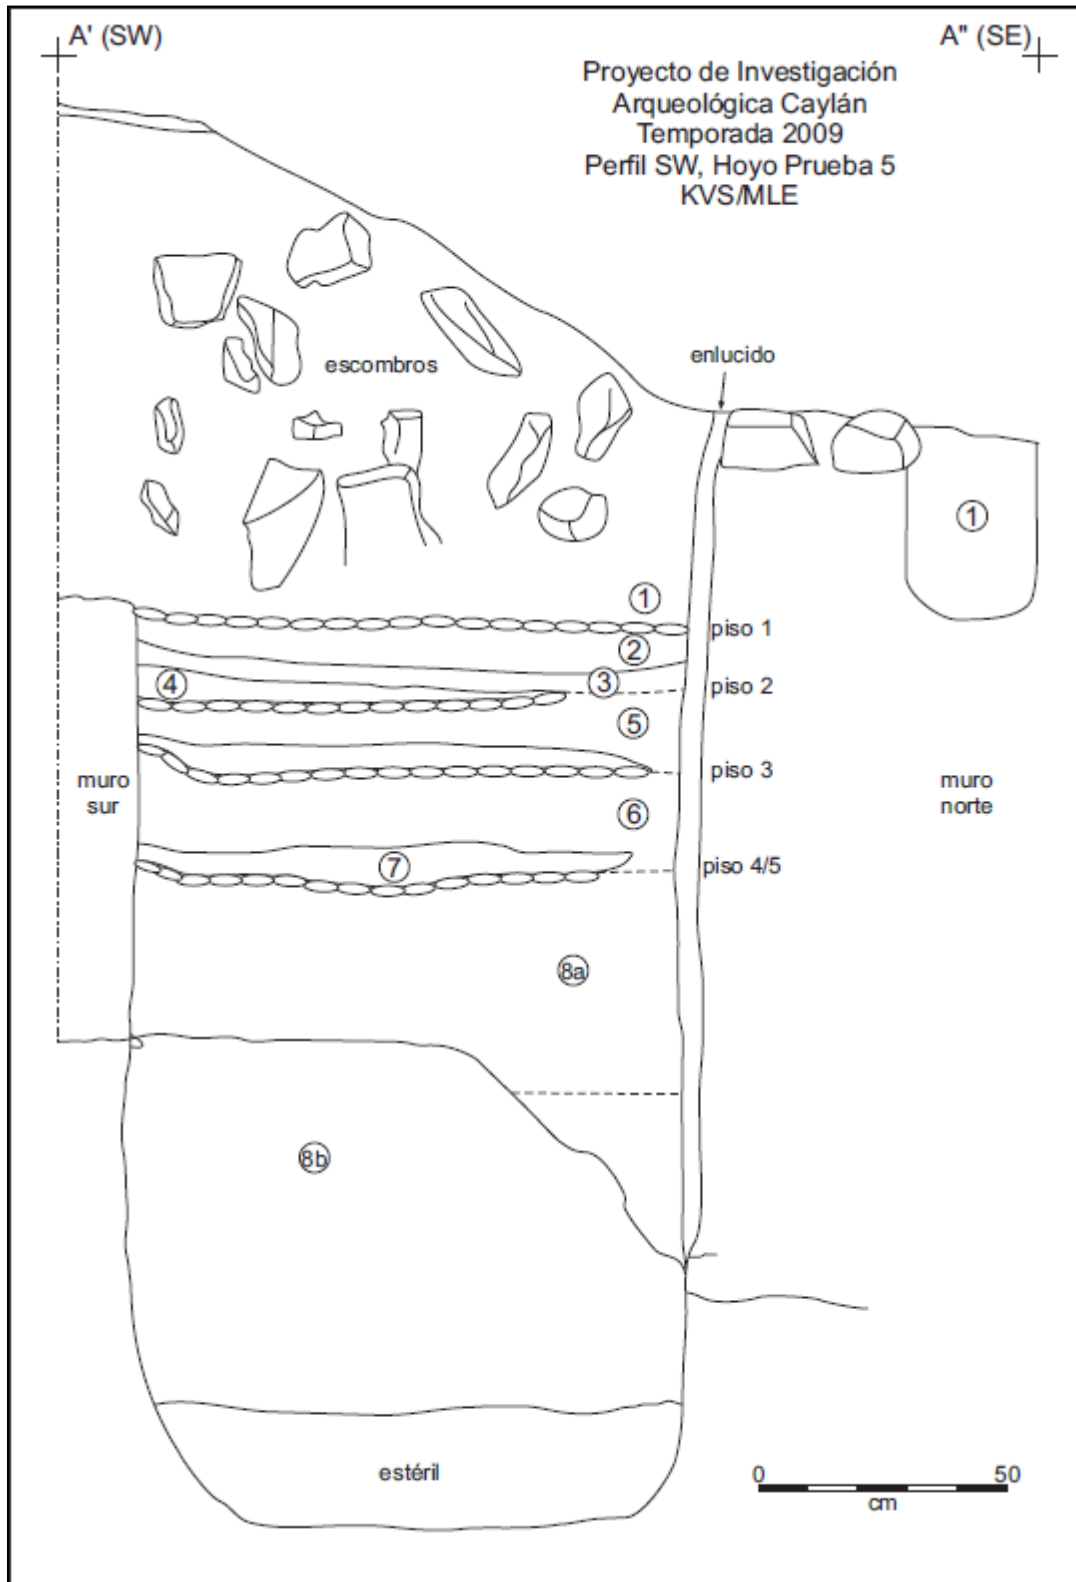 A' (SW)
A" (SE)
Proyecto de Investigación
Arqueológica Caylán
Temporada 2009
Perfil SW, Hoyo Prueba 5
KVS/MLE
enlucido
escombros
1
1
piso 1
2
3
4
piso 2
5
piso 3
muro
sur
muro
norte
6
7
piso 4/5
8a
8b
estéril
0 50
cm